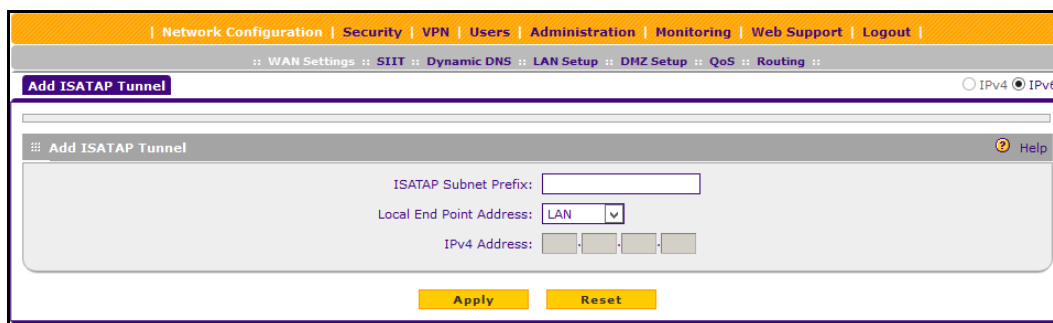 | Network Configuration | Security | VPN | Users | Administration | Monitoring | Web Support | Logout |
:: WAN Settings :: SIIT :: Dynamic DNS :: LAN Setup :: DMZ Setup :: QoS :: Routing ::
Add ISATAP Tunnel IPv4 IPv6
Add ISATAP Tunnel ? Help
ISATAP Subnet Prefix:
Local End Point Address: LAN
IPv4 Address: . . .
Apply Reset